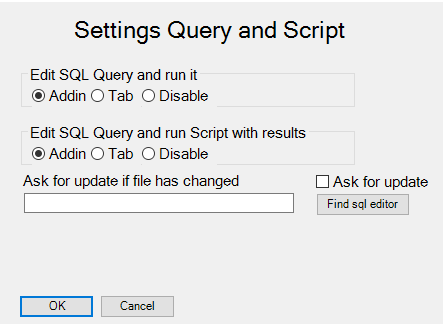 Settings Query and Script
Edit SQL Query and run it
Addin Tab Disable
Edit SQL Query and run Script with results
Addin Tab Disable
Ask for update if file has changed
Ask for update
Find sql editor
OK Cancel